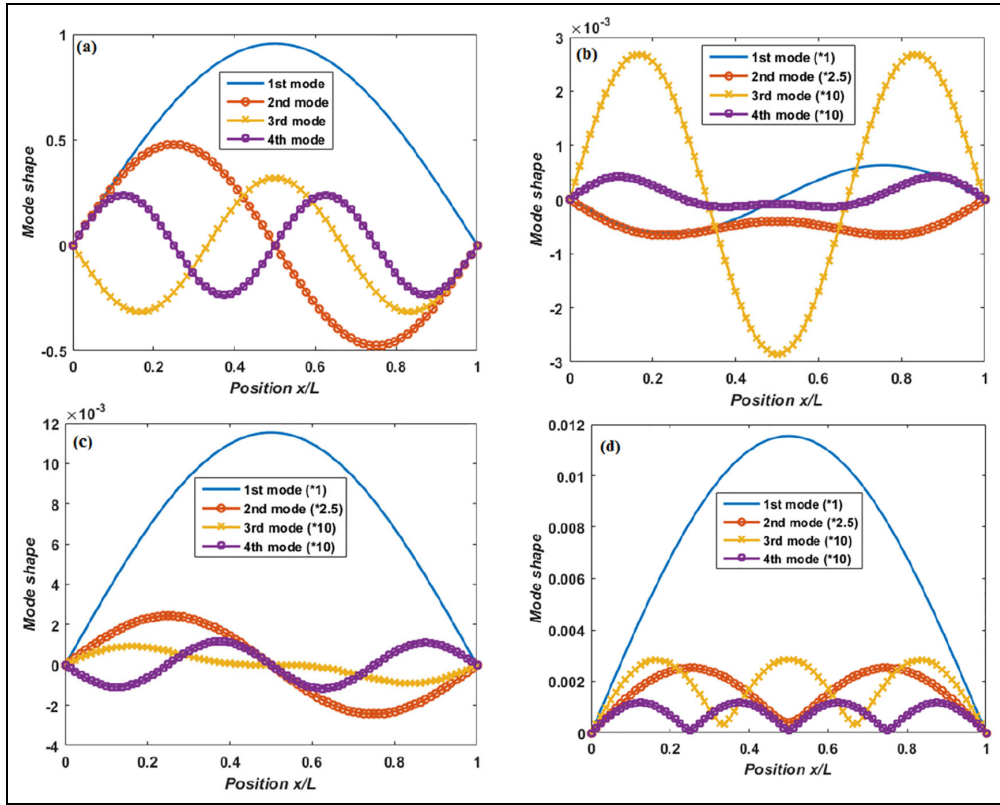 (a)
1
0.5
0
-0.5
Mode shape
1st mode
2nd mode
3rd mode
4th mode
0 0.2 0.4 0.6 0.8 1
Position x/L
×10⁻³
(b)
3
2
1
0
-1
-2
-3
Mode shape
1st mode (*1)
2nd mode (*2.5)
3rd mode (*10)
4th mode (*10)
0 0.2 0.4 0.6 0.8 1
Position x/L
×10⁻³
(c)
12
10
8
6
4
2
0
-2
-4
Mode shape
1st mode (*1)
2nd mode (*2.5)
3rd mode (*10)
4th mode (*10)
0 0.2 0.4 0.6 0.8 1
Position x/L
(d)
0.012
0.01
0.008
0.006
0.004
0.002
0
Mode shape
1st mode (*1)
2nd mode (*2.5)
3rd mode (*10)
4th mode (*10)
0 0.2 0.4 0.6 0.8 1
Position x/L